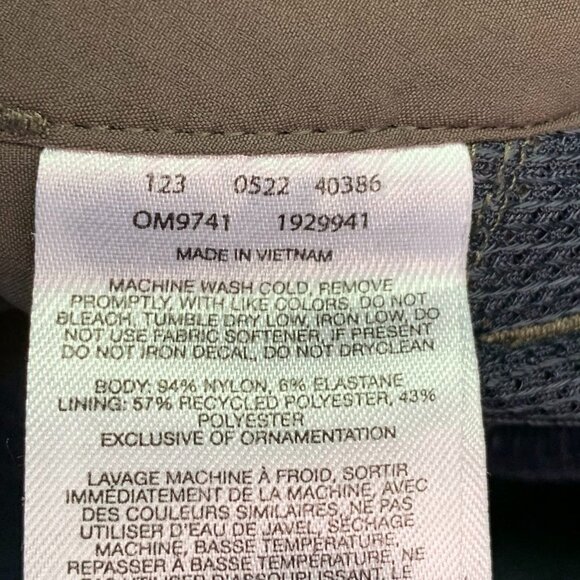 123 0522 40386
OM9741 1929941
MADE IN VIETNAM
MACHINE WASH COLD, REMOVE
PROMPTLY, WITH LIKE COLORS, DO NOT
BLEACH, TUMBLE DRY LOW, IRON LOW, DO
NOT USE FABRIC SOFTENER, IF PRESENT
DO NOT IRON DECAL, DO NOT DRYCLEAN
BODY: 94% NYLON, 6% ELASTANE
LINING: 57% RECYCLED POLYESTER, 43%
POLYESTER
EXCLUSIVE OF ORNAMENTATION
LAVAGE MACHINE À FROID, SORTIR
IMMÉDIATEMENT DE LA MACHINE, AVEC
DES COULEURS SIMILAIRES, NE PAS
UTILISER D'EAU DE JAVEL, SÉCHAGE
MACHINE, BASSE TEMPÉRATURE,
REPASSER À BASSE TEMPÉRATURE, NE
PAS UTILISER D'ASSOUPLISSANT, LE